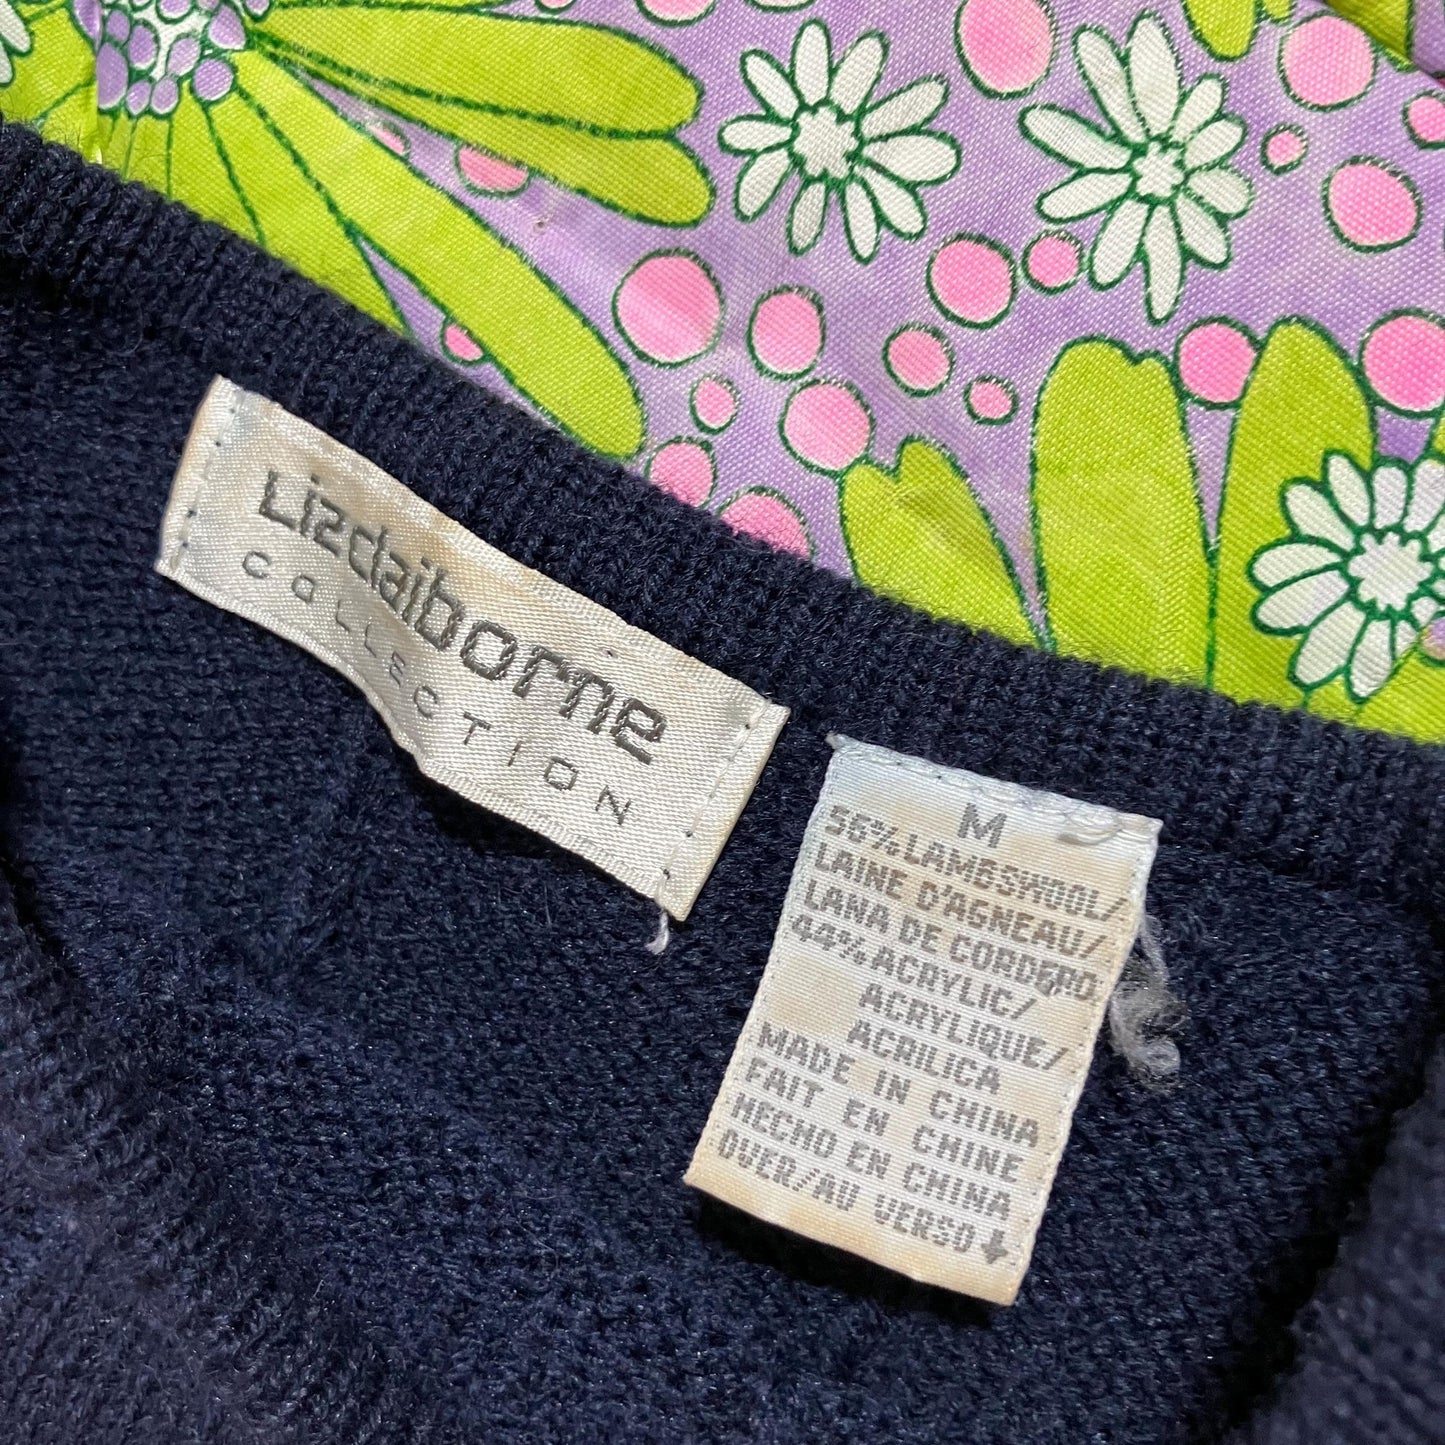 Lizclaiborne
COLLECTION
M
56% LAMBSWOOL/
LAINE D'AGNEAU/
LANA DE CORDERO
44% ACRYLIC/
ACRYLIQUE/
ACRILICA
MADE IN CHINA
FAIT EN CHINE
HECHO EN CHINA
OVER/AU VERSO